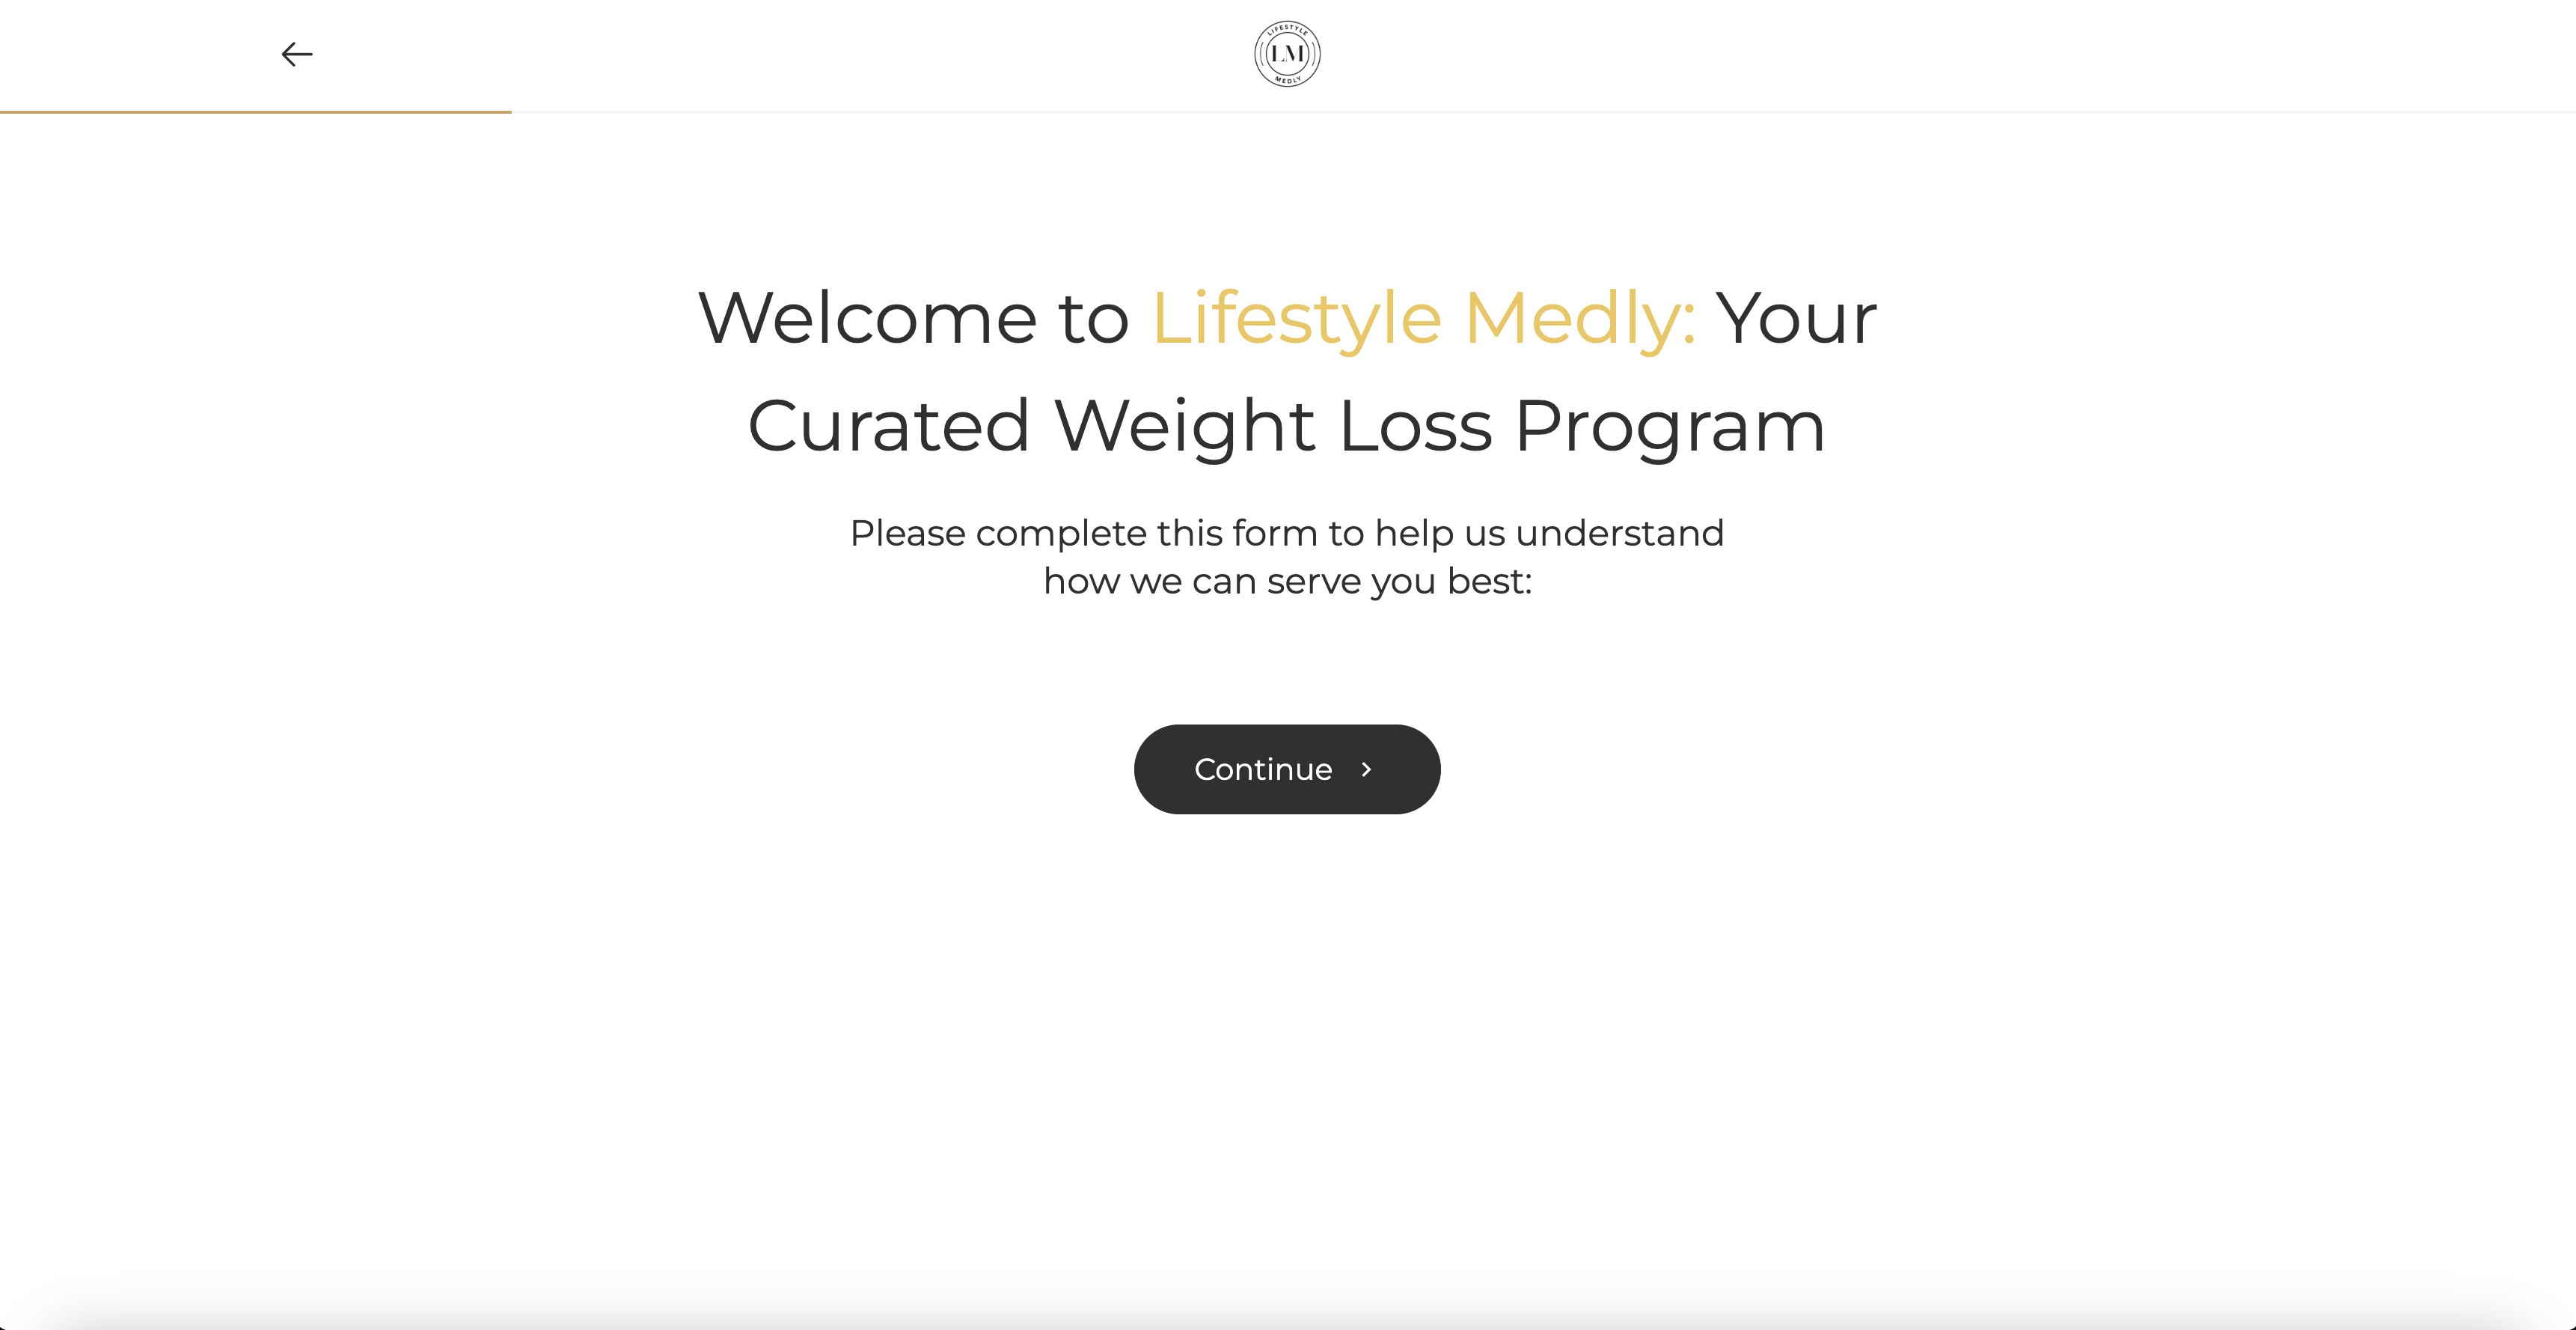 LIFESTYLE
LM
MEDLY
Welcome to Lifestyle Medly: Your
Curated Weight Loss Program
Please complete this form to help us understand
how we can serve you best:
Continue